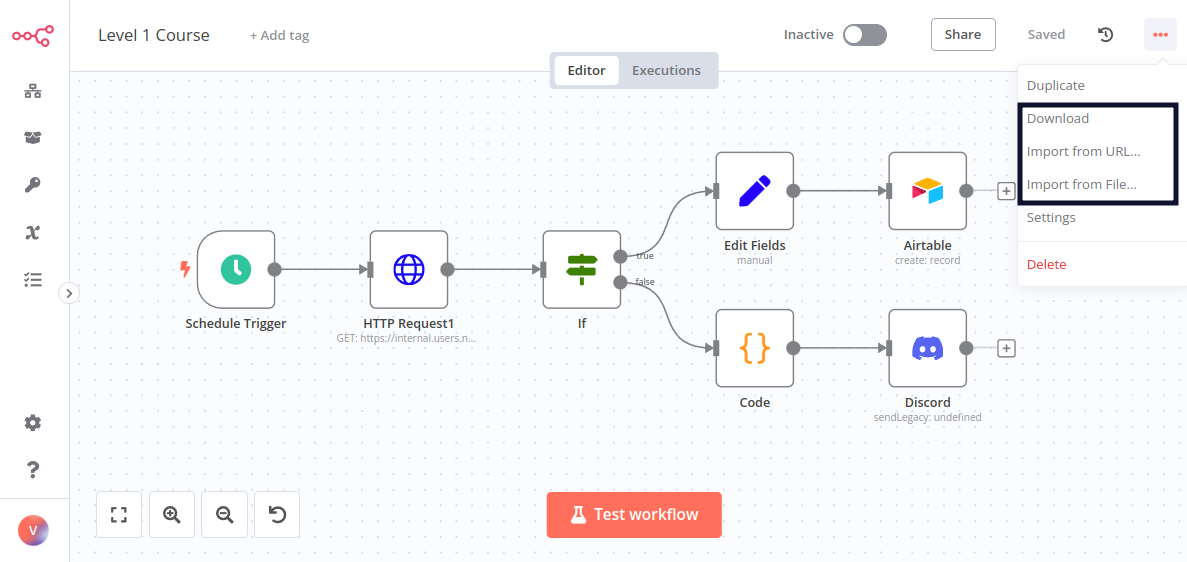 Level 1 Course
+ Add tag
Inactive
Share
Saved
Editor
Executions
Duplicate
Download
Import from URL...
Import from File...
Settings
Delete
true
false
Edit Fields
manual
Airtable
create: record
Schedule Trigger
HTTP Request1
GET: https://internal.users.n...
If
Code
Discord
sendLegacy: undefined
Test workflow
V